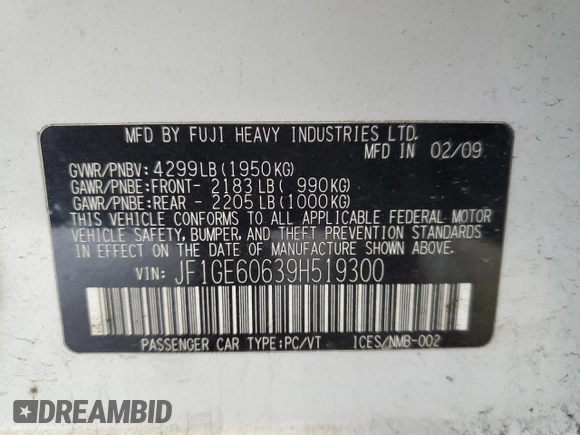 MFD BY FUJI HEAVY INDUSTRIES LTD.
MFD IN 02/09
GVWR/PNBV: 4299LB (1950KG)
GAWR/PNBE:FRONT- 2183LB ( 990KG)
GAWR/PNBE:REAR - 2205LB (1000KG)
THIS VEHICLE CONFORMS TO ALL APPLICABLE FEDERAL MOTOR
VEHICLE SAFETY, BUMPER, AND THEFT PREVENTION STANDARDS
IN EFFECT ON THE DATE OF MANUFACTURE SHOWN ABOVE.
VIN: JF1GE60639H519300
PASSENGER CAR TYPE:PC/VT ICES/NMB-002
DREAMBID